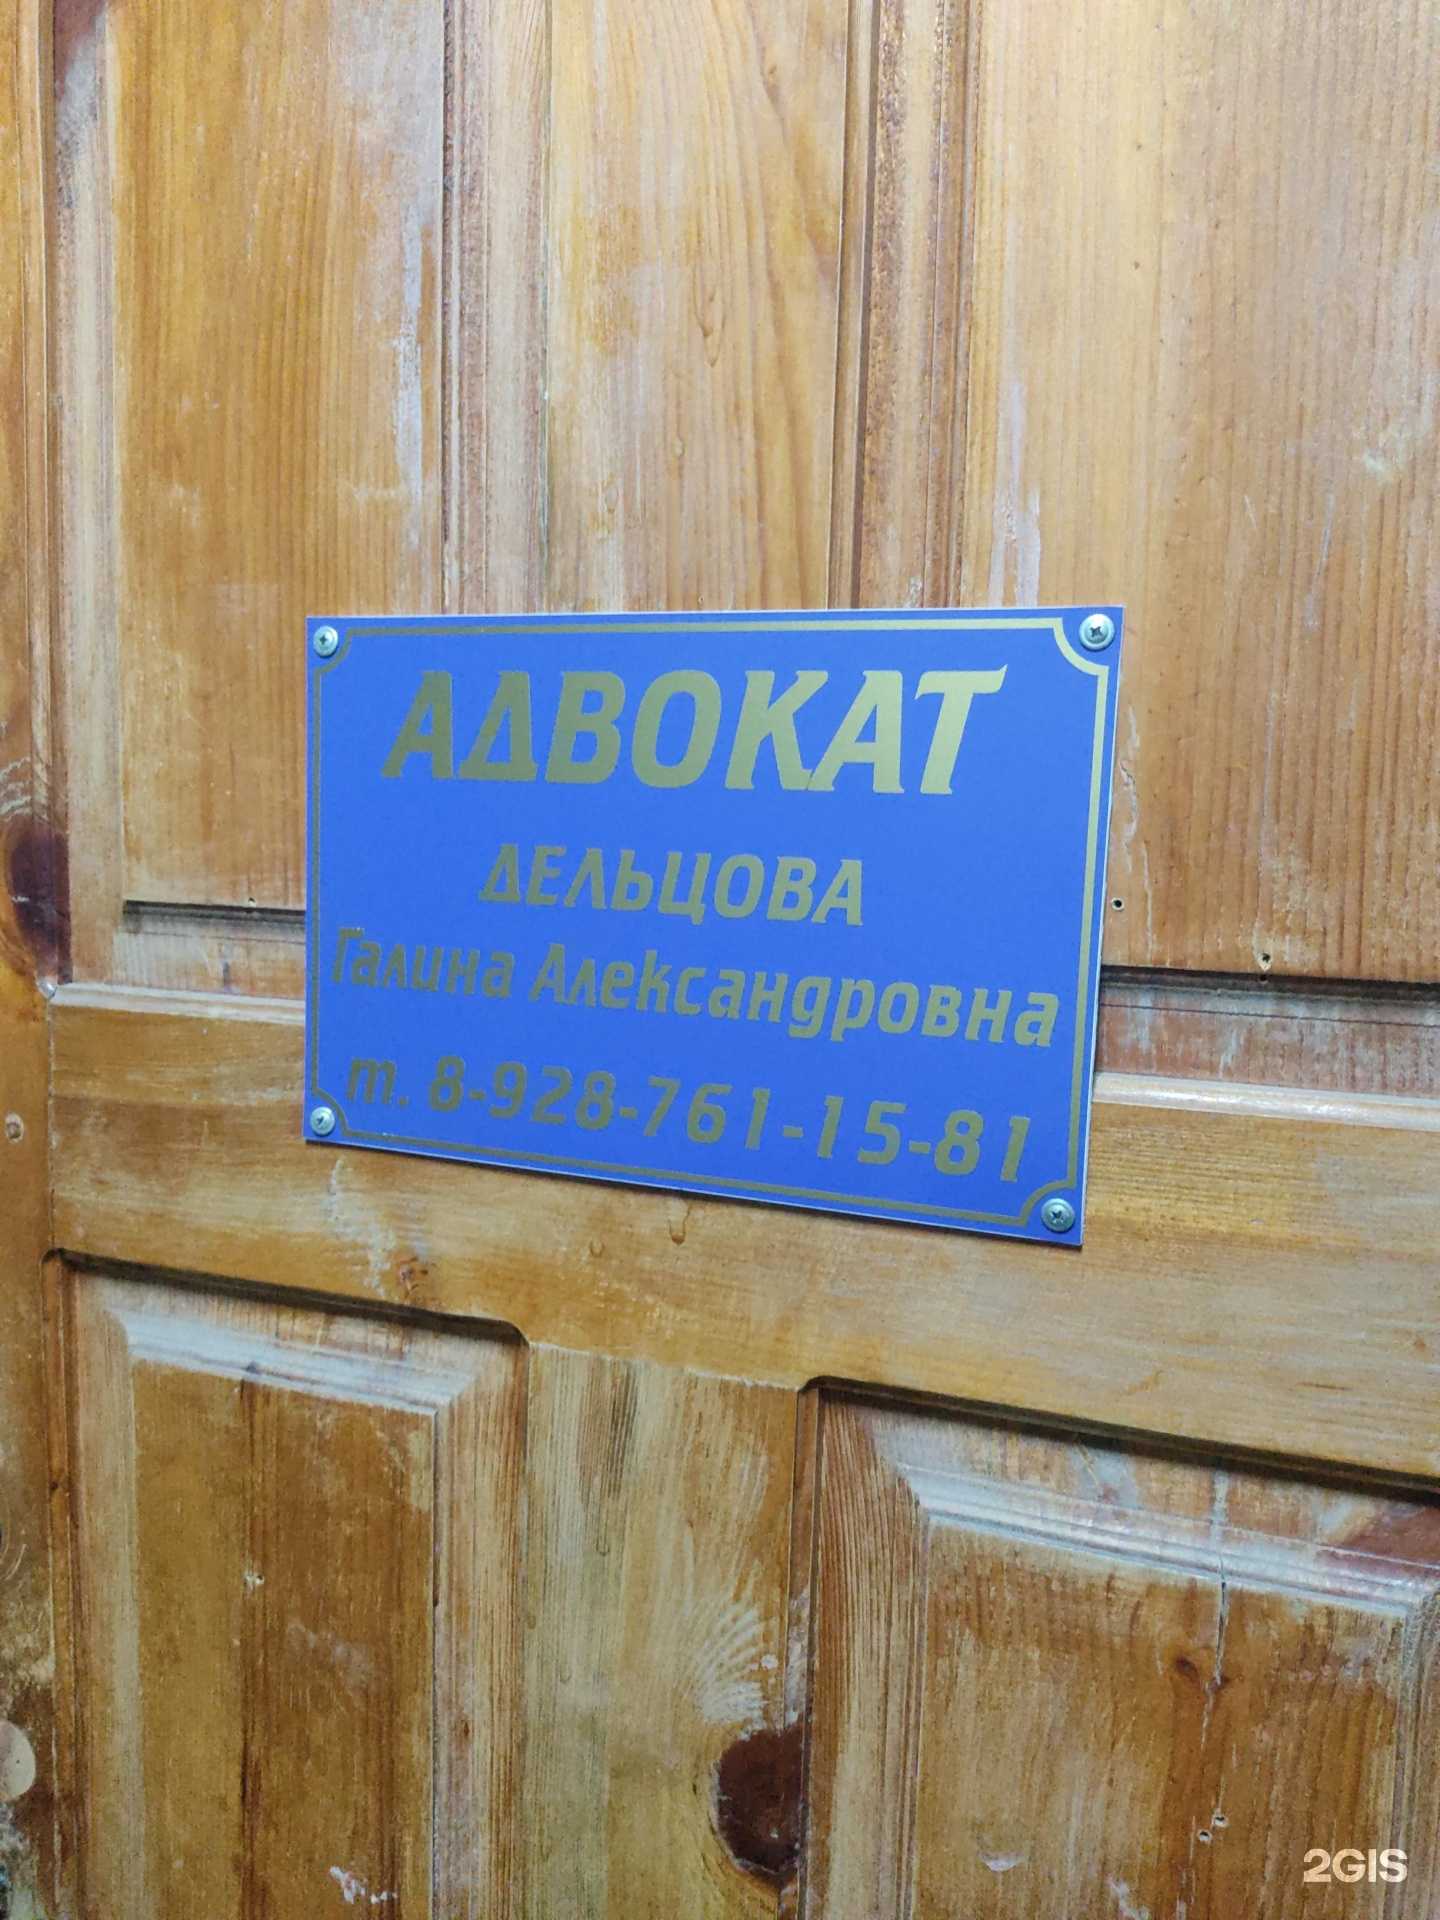 АДВОКАТ
ДЕЛЬЦОВА
Галина Александровна
т. 8-928-761-15-81
2GIS